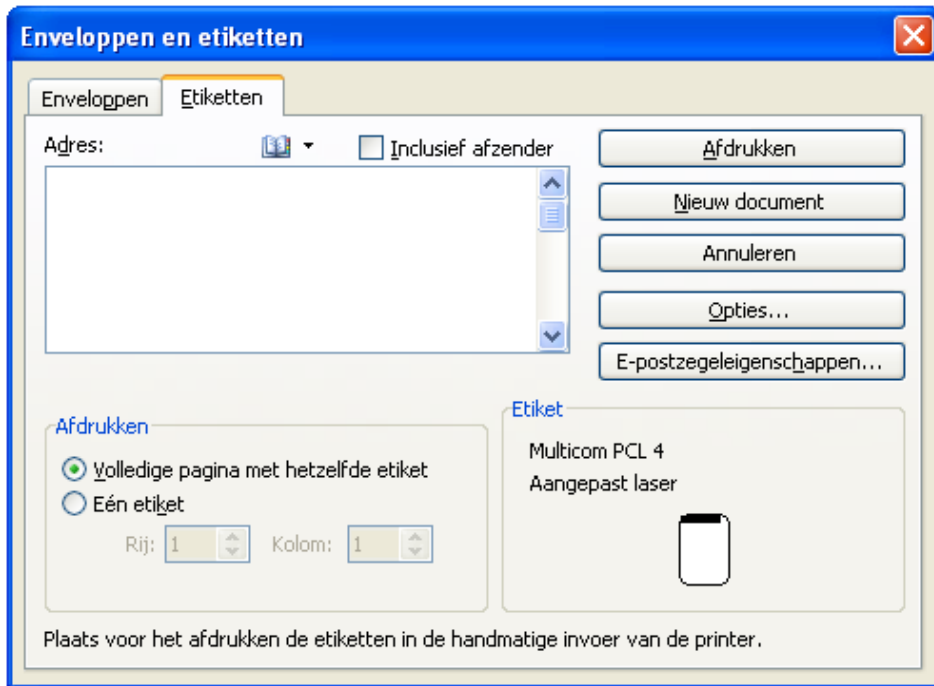 Enveloppen en etiketten
Enveloppen Etiketten
Adres: Inclusief afzender
Afdrukken
Nieuw document
Annuleren
Opties...
E-postzegeleigenschappen...
Afdrukken
Volledige pagina met hetzelfde etiket
Eén etiket
Rij: 1 Kolom: 1
Etiket
Multicom PCL 4
Aangepast laser
Plaats voor het afdrukken de etiketten in de handmatige invoer van de printer.